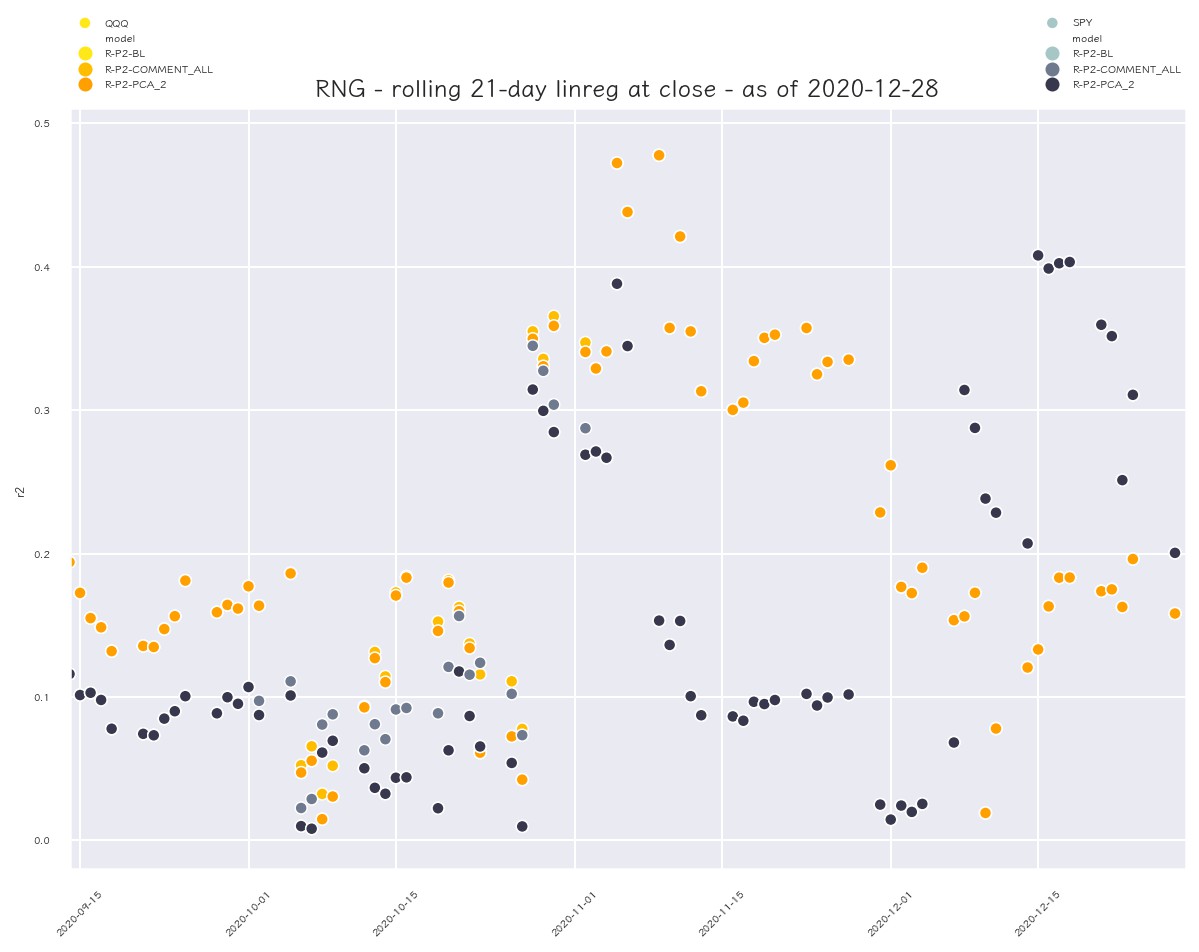 QQQ
model
R-P2-BL
R-P2-COMMENT_ALL
R-P2-PCA_2
SPY
model
R-P2-BL
R-P2-COMMENT_ALL
R-P2-PCA_2
RNG - rolling 21-day linreg at close - as of 2020-12-28
0.5
0.4
0.3
0.2
0.1
0.0
r2
2020-09-15
2020-10-01
2020-10-15
2020-11-01
2020-11-15
2020-12-01
2020-12-15